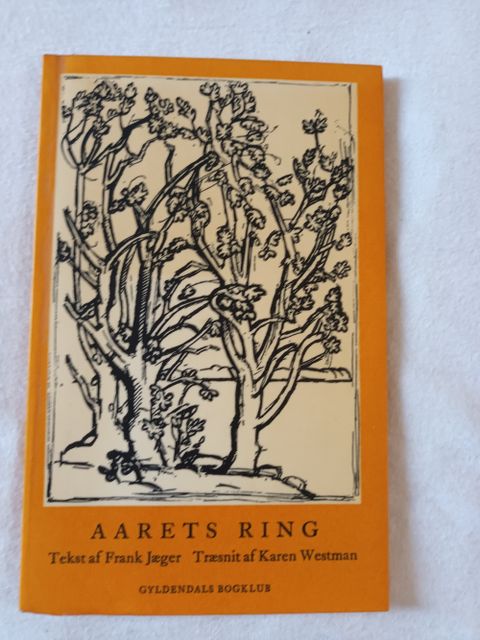 AARETS RING
Tekst af Frank Jæger Træsnit af Karen Westman
GYLDENDALS BOGKLUB